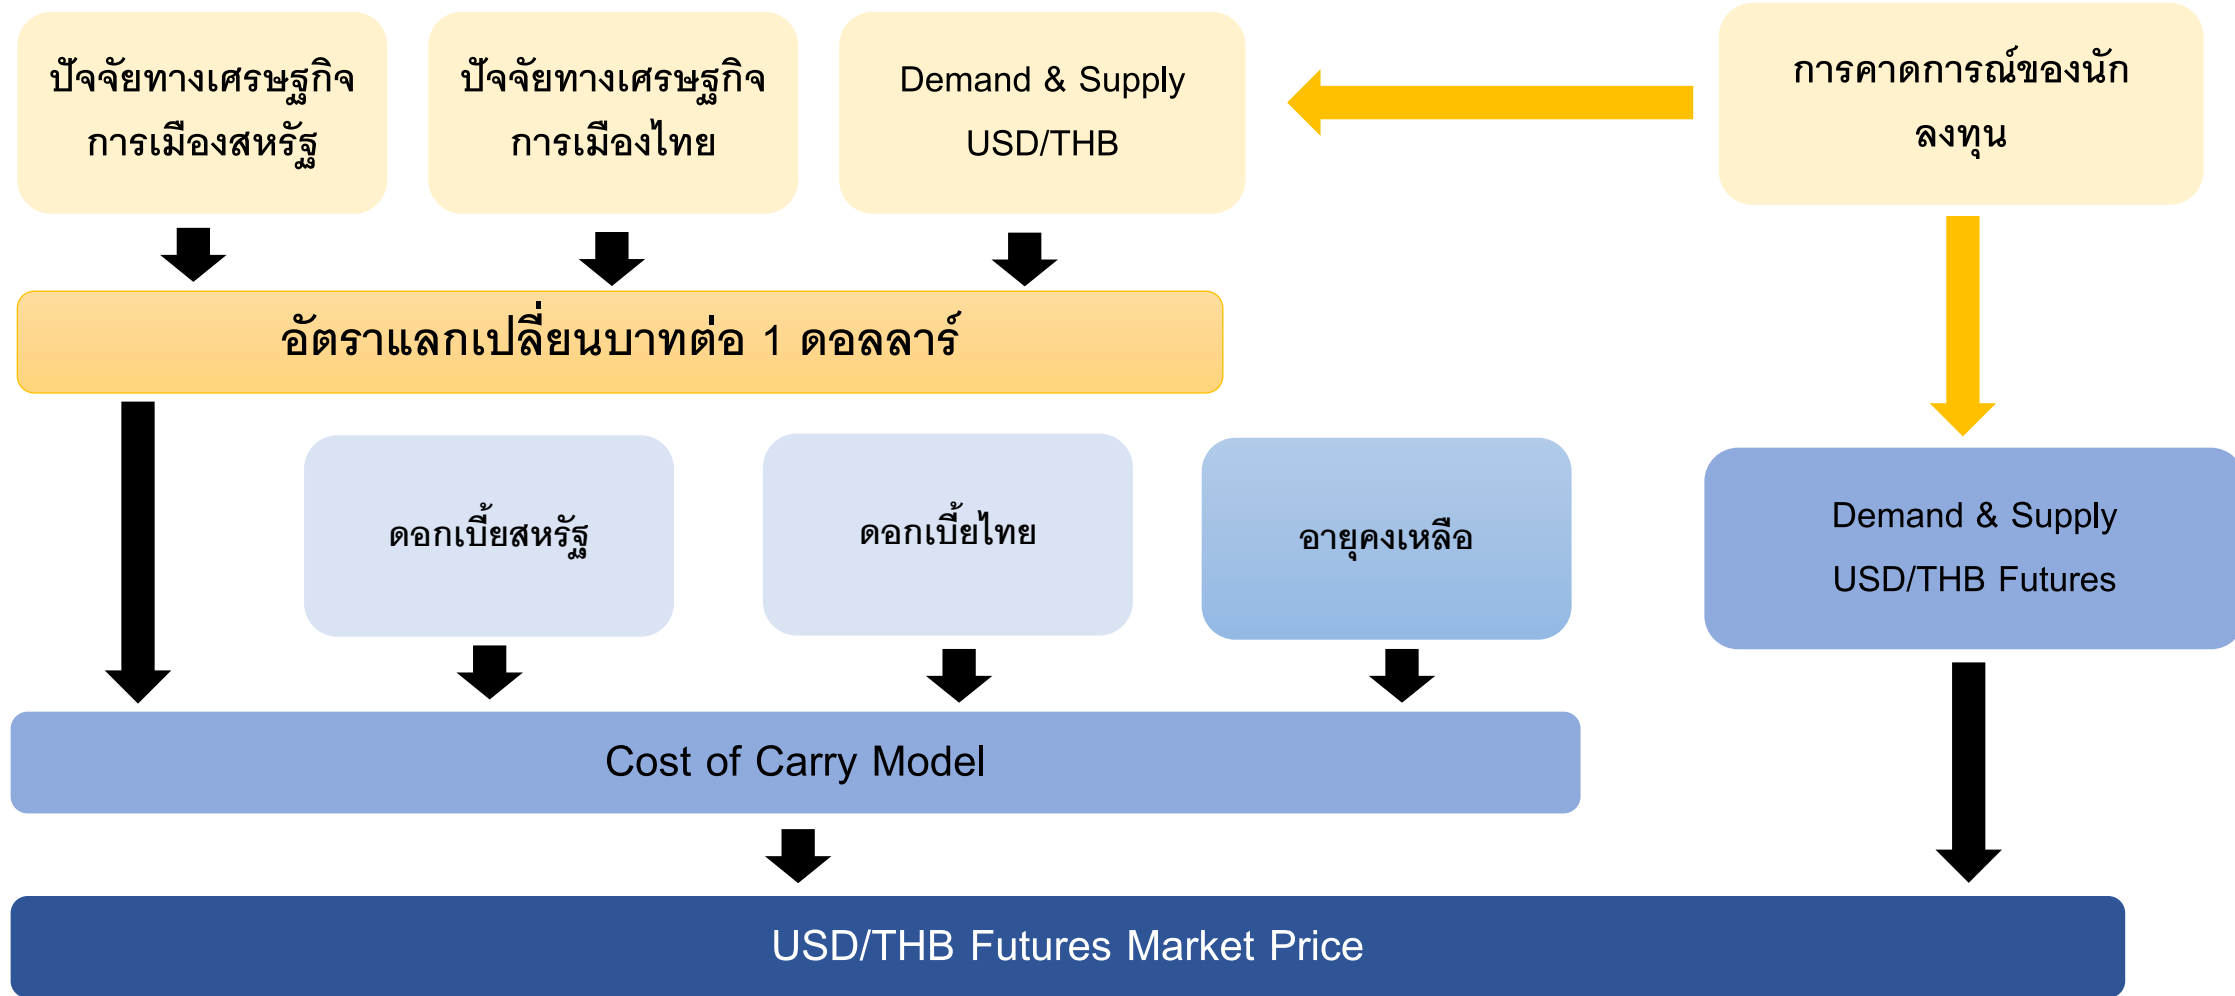 ปัจจัยทางเศรษฐกิจ
การเมืองสหรัฐ
ปัจจัยทางเศรษฐกิจ
การเมืองไทย
Demand & Supply
USD/THB
การคาดการณ์ของนัก
ลงทุน
อัตราแลกเปลี่ยนบาทต่อ 1 ดอลลาร์
ดอกเบี้ยสหรัฐ
ดอกเบี้ยไทย
อายุคงเหลือ
Demand & Supply
USD/THB Futures
Cost of Carry Model
USD/THB Futures Market Price